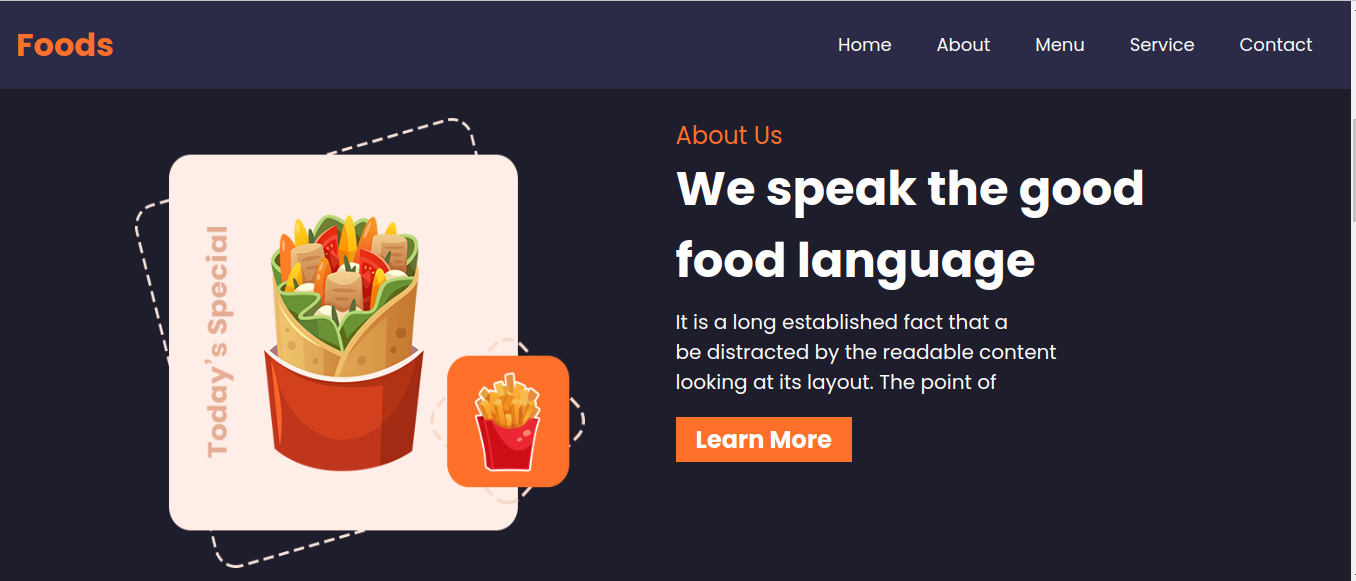 Foods
Home About Menu Service Contact
Today's Special
About Us
We speak the good
food language
It is a long established fact that a
be distracted by the readable content
looking at its layout. The point of
Learn More